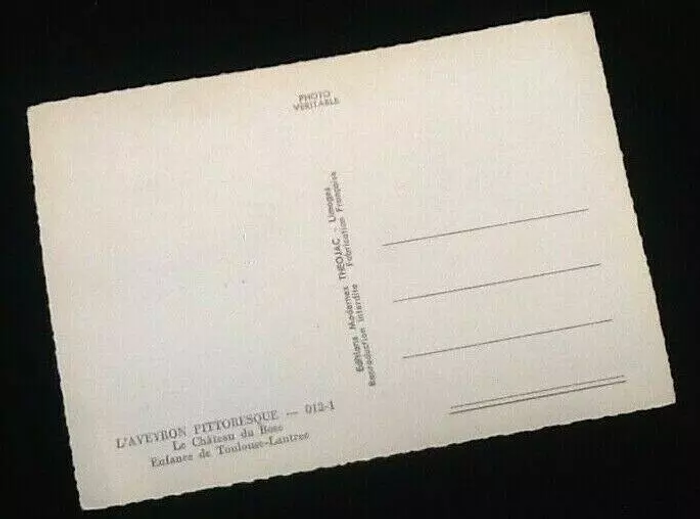 PHOTO
VERITABLE
Editions Modernes THEOJAC - Limoges
Reproduction Interdite Fabrication Française
L'AVEYRON PITTORESQUE — 012-1
Le Château du Bosc
Enfance de Toulouse-Lautrec